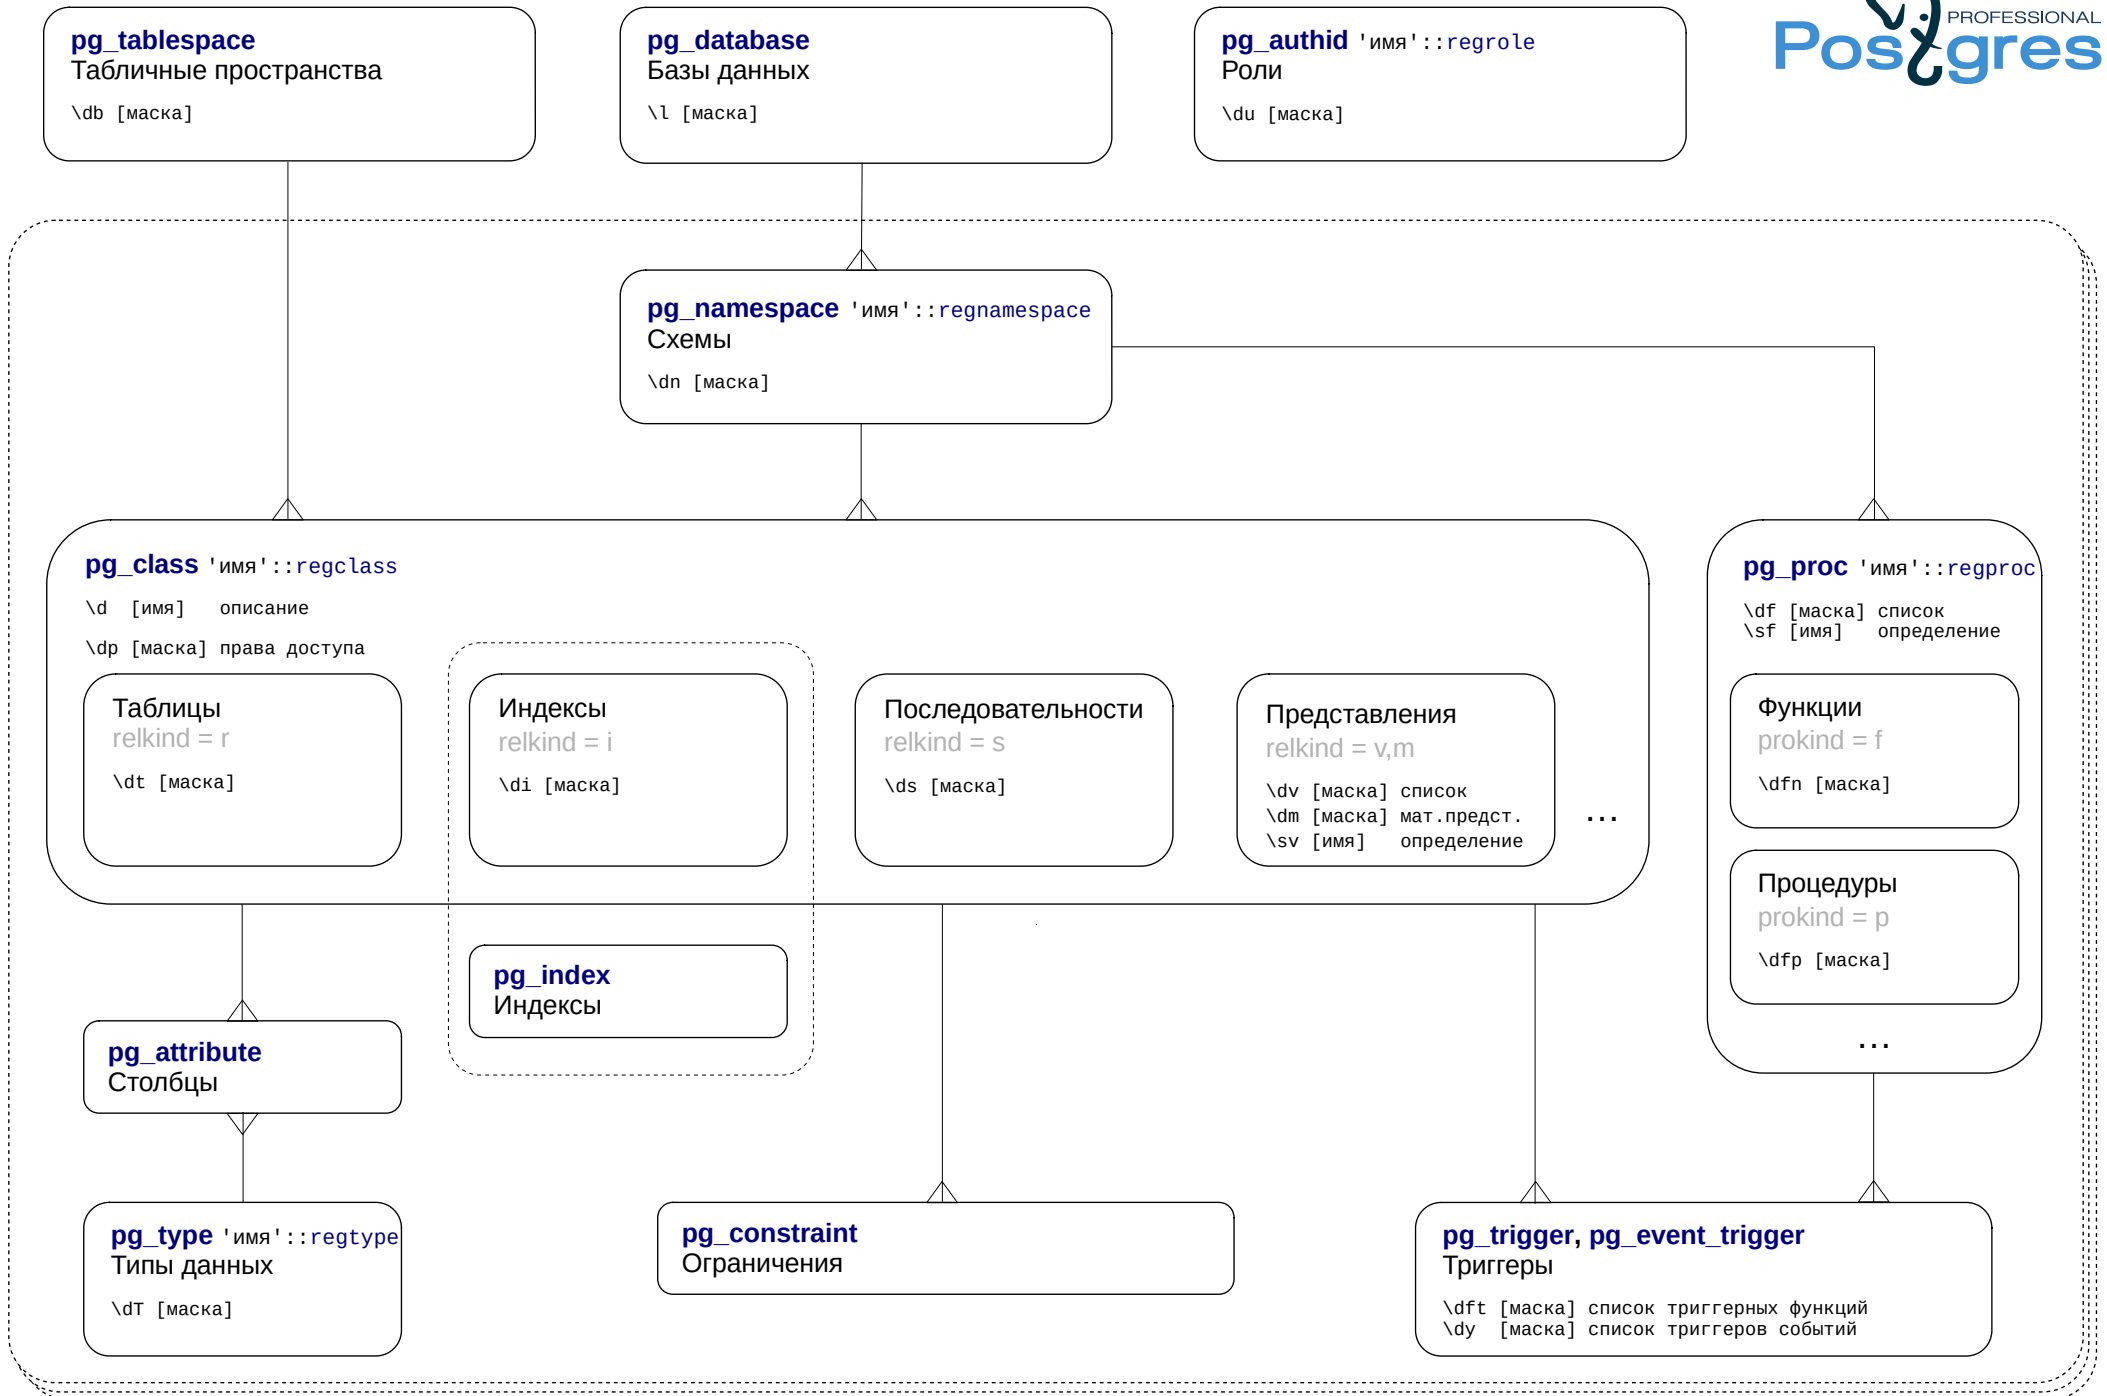 pg_tablespace
Табличные пространства
\db [маска]
pg_database
Базы данных
\l [маска]
pg_authid 'имя'::regrole
Роли
\du [маска]
PROFESSIONAL
Postgres
pg_namespace 'имя'::regnamespace
Схемы
\dn [маска]
pg_class 'имя'::regclass
\d [имя] описание
\dp [маска] права доступа
Таблицы
relkind = r
\dt [маска]
Индексы
relkind = i
\di [маска]
Последовательности
relkind = s
\ds [маска]
Представления
relkind = v,m
\dv [маска] список
\dm [маска] мат.предст.
\sv [имя] определение
...
pg_proc 'имя'::regproc
\df [маска] список
\sf [имя] определение
Функции
prokind = f
\dfn [маска]
Процедуры
prokind = p
\dfp [маска]
...
pg_index
Индексы
pg_attribute
Столбцы
pg_type 'имя'::regtype
Типы данных
\dT [маска]
pg_constraint
Ограничения
pg_trigger, pg_event_trigger
Триггеры
\dft [маска] список триггерных функций
\dy [маска] список триггеров событий